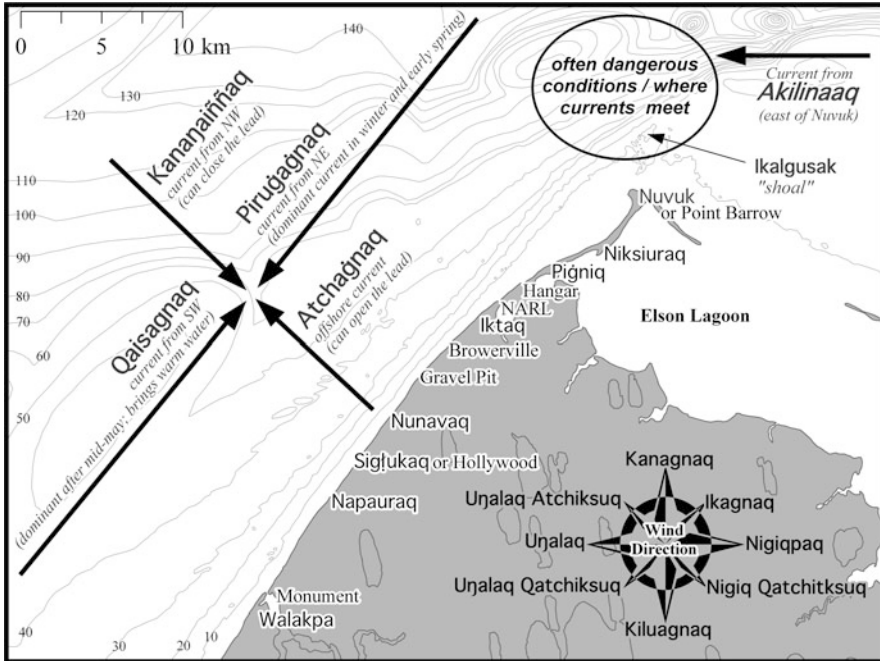 0 5 10 km
140
130
120
110
100
90
80
70
60
50
40
30
20
10
Kanaŋaiññaq
current from NW
(can close the lead)
Piruġaġnaq
current from NE
(dominant current in winter and early spring)
Qaisagnaq
current from SW
(dominant after mid-may; brings warm water)
Atchaġnaq
offshore current
(can open the lead)
often dangerous
conditions / where
currents meet
Current from
Akilinaaq
(east of Nuvuk)
Ikalgusak
"shoal"
Nuvuk
or Point Barrow
Niksiuraq
Piġniq
Hangar
NARL
Iktaq
Browerville
Gravel Pit
Nunavaq
Sigḷukaq or Hollywood
Napauraq
Monument
Walakpa
Elson Lagoon
Kanagnaq
Uŋalaq Atchiksuq
Ikagnaq
Uŋalaq
Wind
Direction
Nigiqpaq
Uŋalaq Qatchiksuq
Nigiq Qatchitksuq
Kiluagnaq